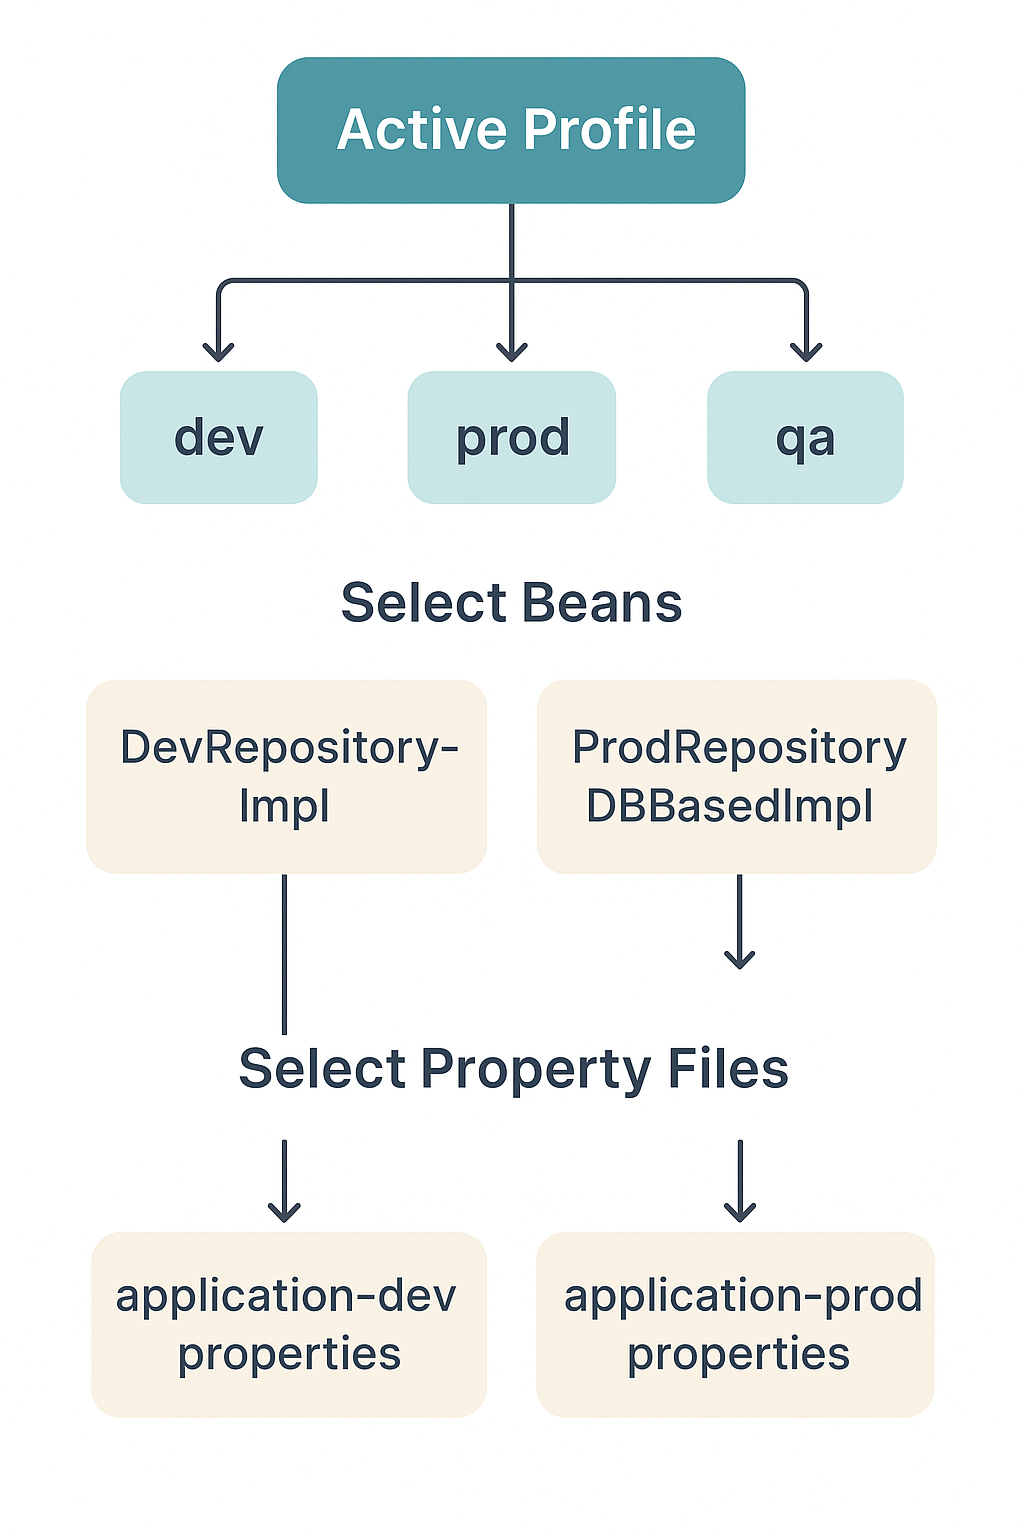 Active Profile
dev
prod
qa
Select Beans
DevRepository-
Impl
ProdRepository
DBBasedImpl
Select Property Files
application-dev
properties
application-prod
properties